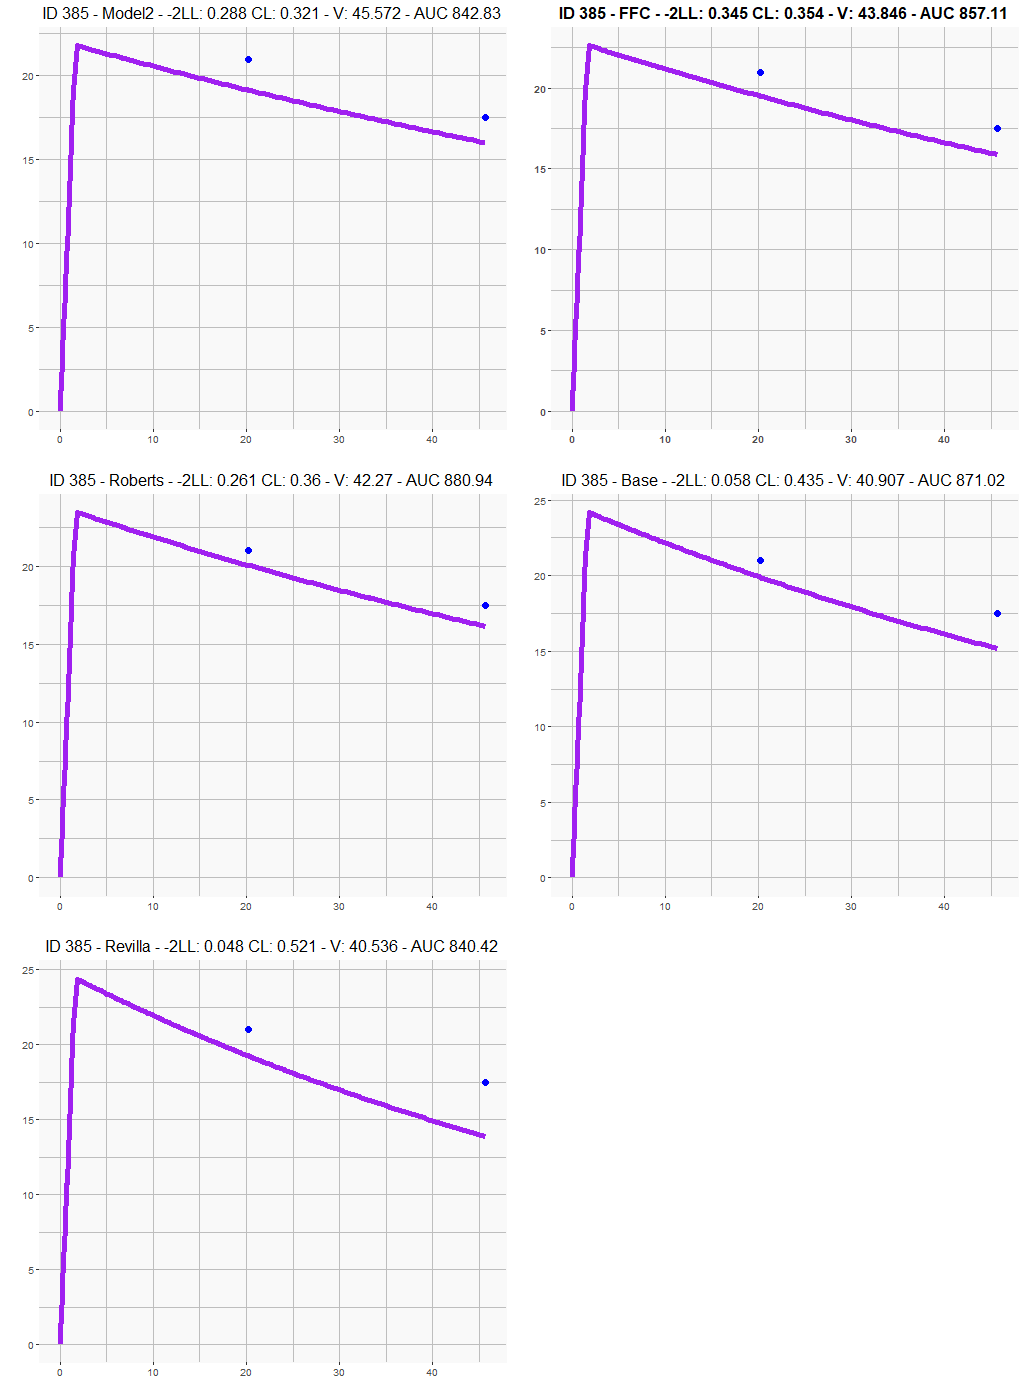 ID 385 - Model2 - -2LL: 0.288 CL: 0.321 - V: 45.572 - AUC 842.83
20
15
10
5
0
0 10 20 30 40
ID 385 - FFC - -2LL: 0.345 CL: 0.354 - V: 43.846 - AUC 857.11
20
15
10
5
0
0 10 20 30 40
ID 385 - Roberts - -2LL: 0.261 CL: 0.36 - V: 42.27 - AUC 880.94
20
15
10
5
0
0 10 20 30 40
ID 385 - Base - -2LL: 0.058 CL: 0.435 - V: 40.907 - AUC 871.02
25
20
15
10
5
0
0 10 20 30 40
ID 385 - Revilla - -2LL: 0.048 CL: 0.521 - V: 40.536 - AUC 840.42
25
20
15
10
5
0
0 10 20 30 40